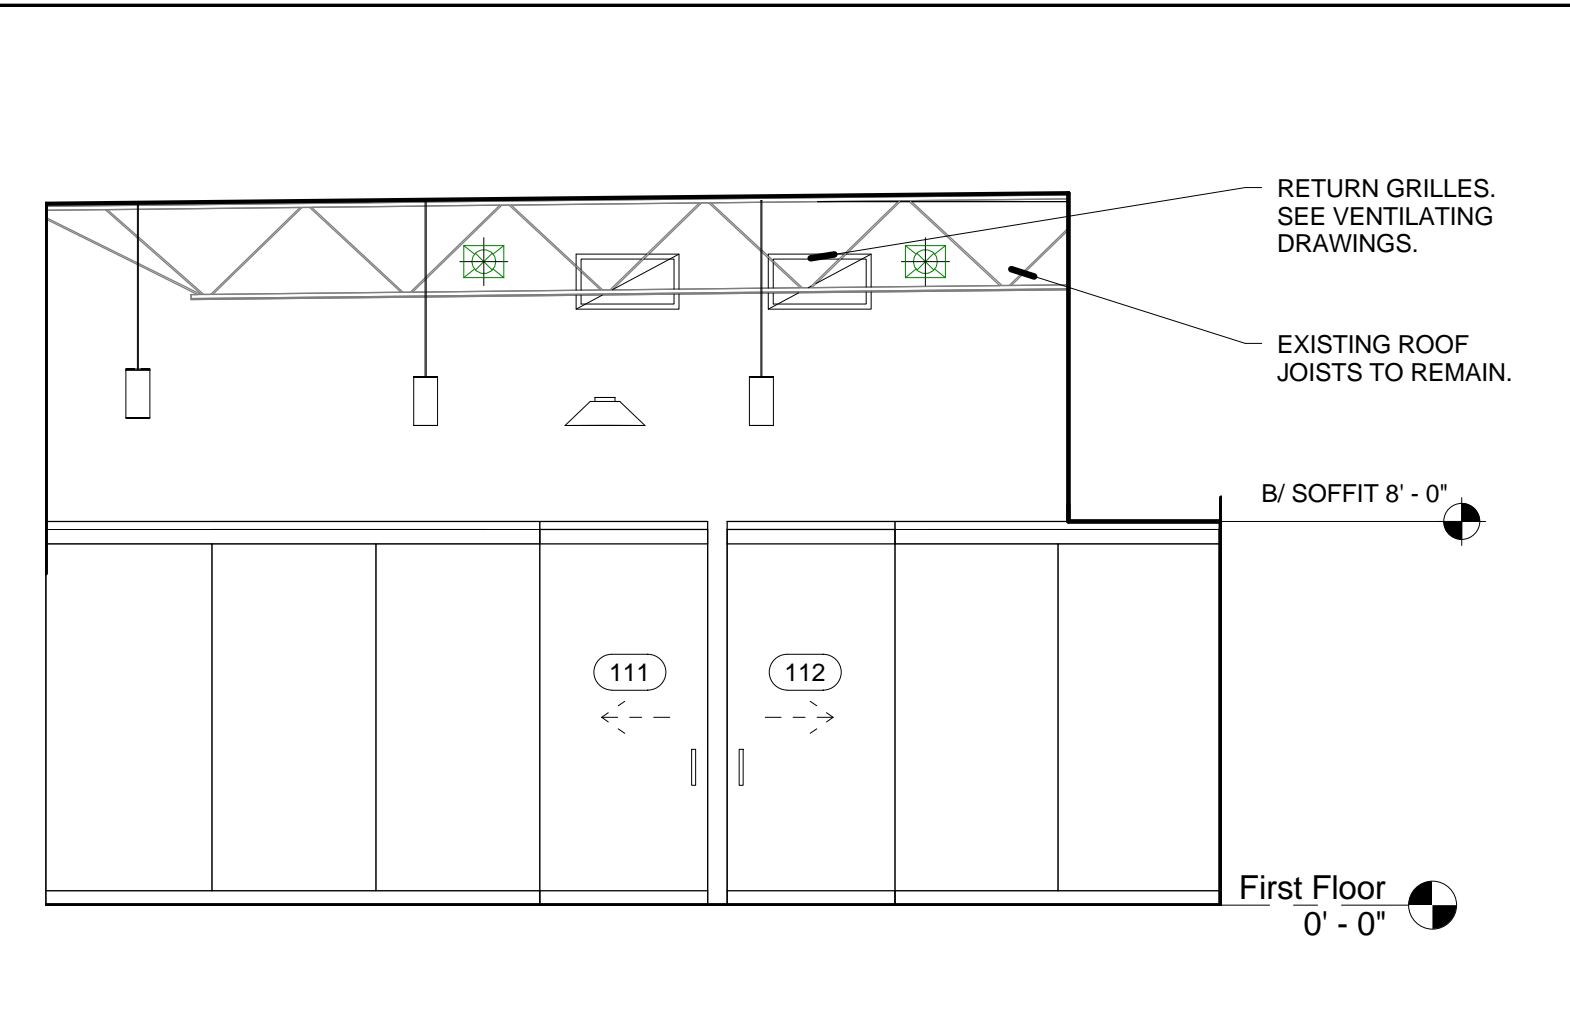 RETURN GRILLES.
SEE VENTILATING
DRAWINGS.
EXISTING ROOF
JOISTS TO REMAIN.
B/ SOFFIT 8' - 0"
111
112
First Floor
0' - 0"